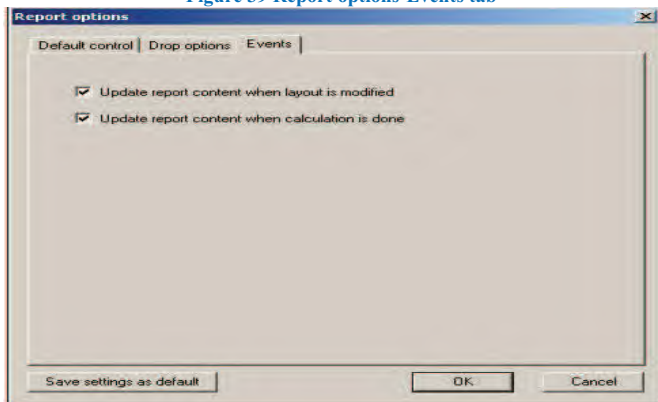 Figure 39 Report options-Events tab
Report options
Default control Drop options Events
Update report content when layout is modified
Update report content when calculation is done
Save settings as default OK Cancel